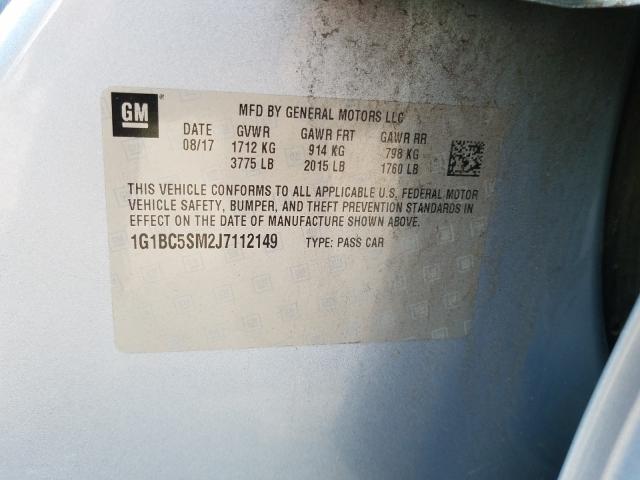 GM
MFD BY GENERAL MOTORS LLC
DATE GVWR GAWR FRT GAWR RR
08/17 1712 KG 914 KG 798 KG
3775 LB 2015 LB 1760 LB
THIS VEHICLE CONFORMS TO ALL APPLICABLE U.S. FEDERAL MOTOR
VEHICLE SAFETY, BUMPER, AND THEFT PREVENTION STANDARDS IN
EFFECT ON THE DATE OF MANUFACTURE SHOWN ABOVE.
1G1BC5SM2J7112149 TYPE: PASS CAR